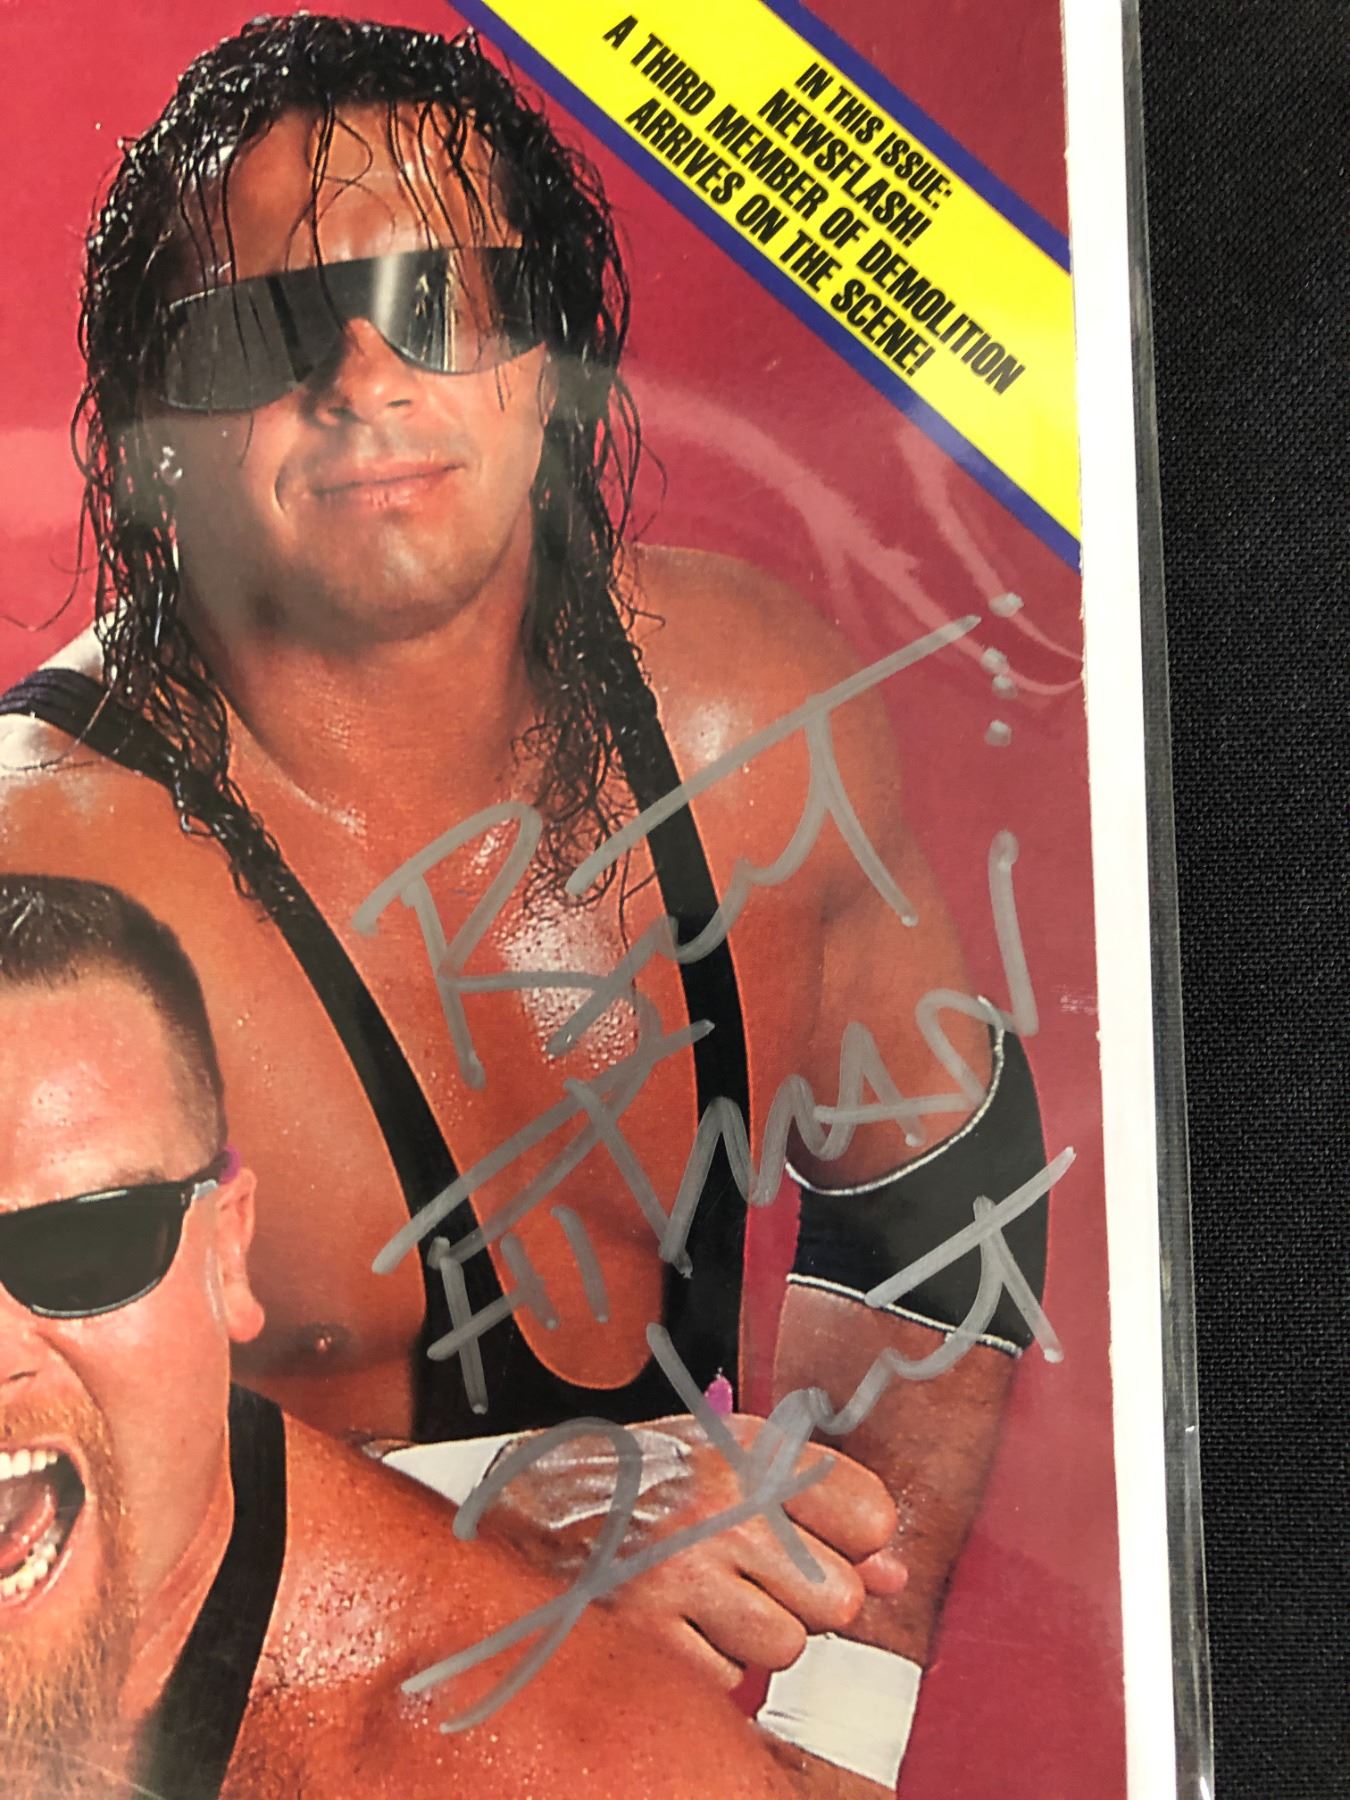 IN THIS ISSUE:
NEWSFLASH!
A THIRD MEMBER OF DEMOLITION
ARRIVES ON THE SCENE!
BRET
HITMAN
HART